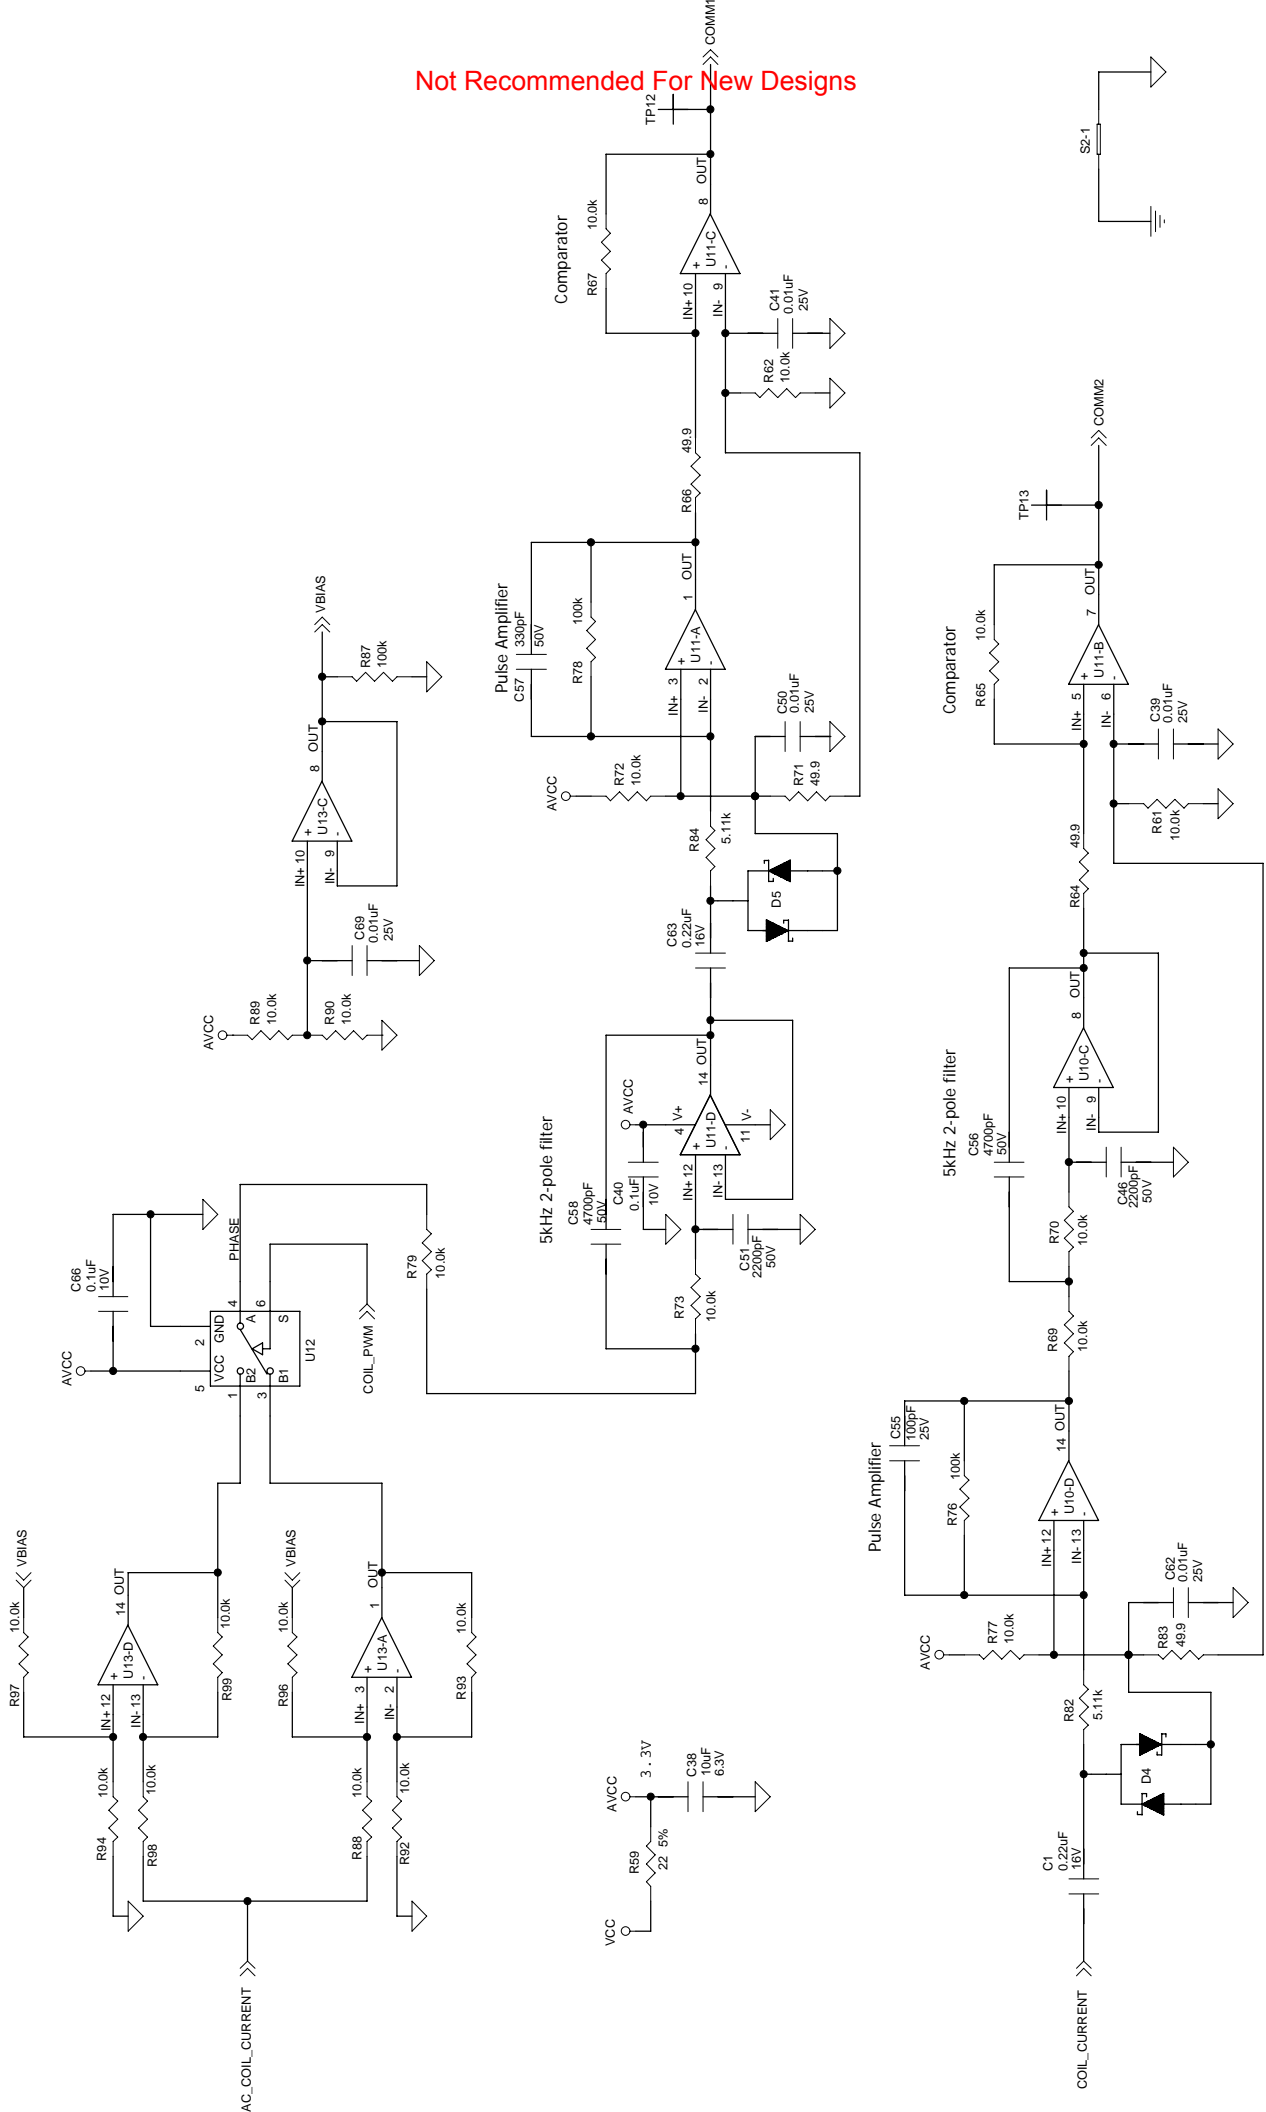 Not Recommended For New Designs
AC_COIL_CURRENT
R94
10.0k
R98
10.0k
R97
10.0k
VBIAS
IN+ 12
IN- 13
+
-
U13-D
14
OUT
R99
10.0k
R88
10.0k
R92
10.0k
R96
10.0k
VBIAS
IN+ 3
IN- 2
+
-
U13-A
1
OUT
R93
10.0k
AVCC
C66
0.1uF
10V
5
VCC
2
GND
1
B2
3
B1
4
A
6
S
U12
PHASE
COIL_PWM
R79
10.0k
AVCC
R89
10.0k
R90
10.0k
C69
0.01uF
25V
IN+ 10
IN- 9
+
-
U13-C
8
OUT
R87
100k
VBIAS
5kHz 2-pole filter
C58
4700pF
50V
C40
0.1uF
10V
AVCC
R73
10.0k
C51
2200pF
50V
IN+ 12
IN- 13
4
V+
11
V-
+
-
U11-D
14
OUT
C63
0.22uF
16V
D5
R84
5.11k
AVCC
R72
10.0k
R71
49.9
C50
0.01uF
25V
Pulse Amplifier
C57
330pF
50V
R78
100k
IN+ 3
IN- 2
+
-
U11-A
1
OUT
R66
49.9
Comparator
R67
10.0k
IN+ 10
IN- 9
+
-
U11-C
8
OUT
R62
10.0k
C41
0.01uF
25V
TP12
COMM1
VCC
R59
22
5%
AVCC
3.3V
C38
10uF
6.3V
COIL_CURRENT
C1
0.22uF
16V
D4
R82
5.11k
AVCC
R77
10.0k
R83
49.9
C62
0.01uF
25V
Pulse Amplifier
C55
100pF
25V
R76
100k
IN+ 12
IN- 13
+
-
U10-D
14
OUT
R69
10.0k
R70
10.0k
5kHz 2-pole filter
C56
4700pF
50V
C46
2200pF
50V
IN+ 10
IN- 9
+
-
U10-C
8
OUT
R64
49.9
Comparator
R65
10.0k
IN+ 5
IN- 6
+
-
U11-B
7
OUT
R61
10.0k
C39
0.01uF
25V
TP13
COMM2
S2-1